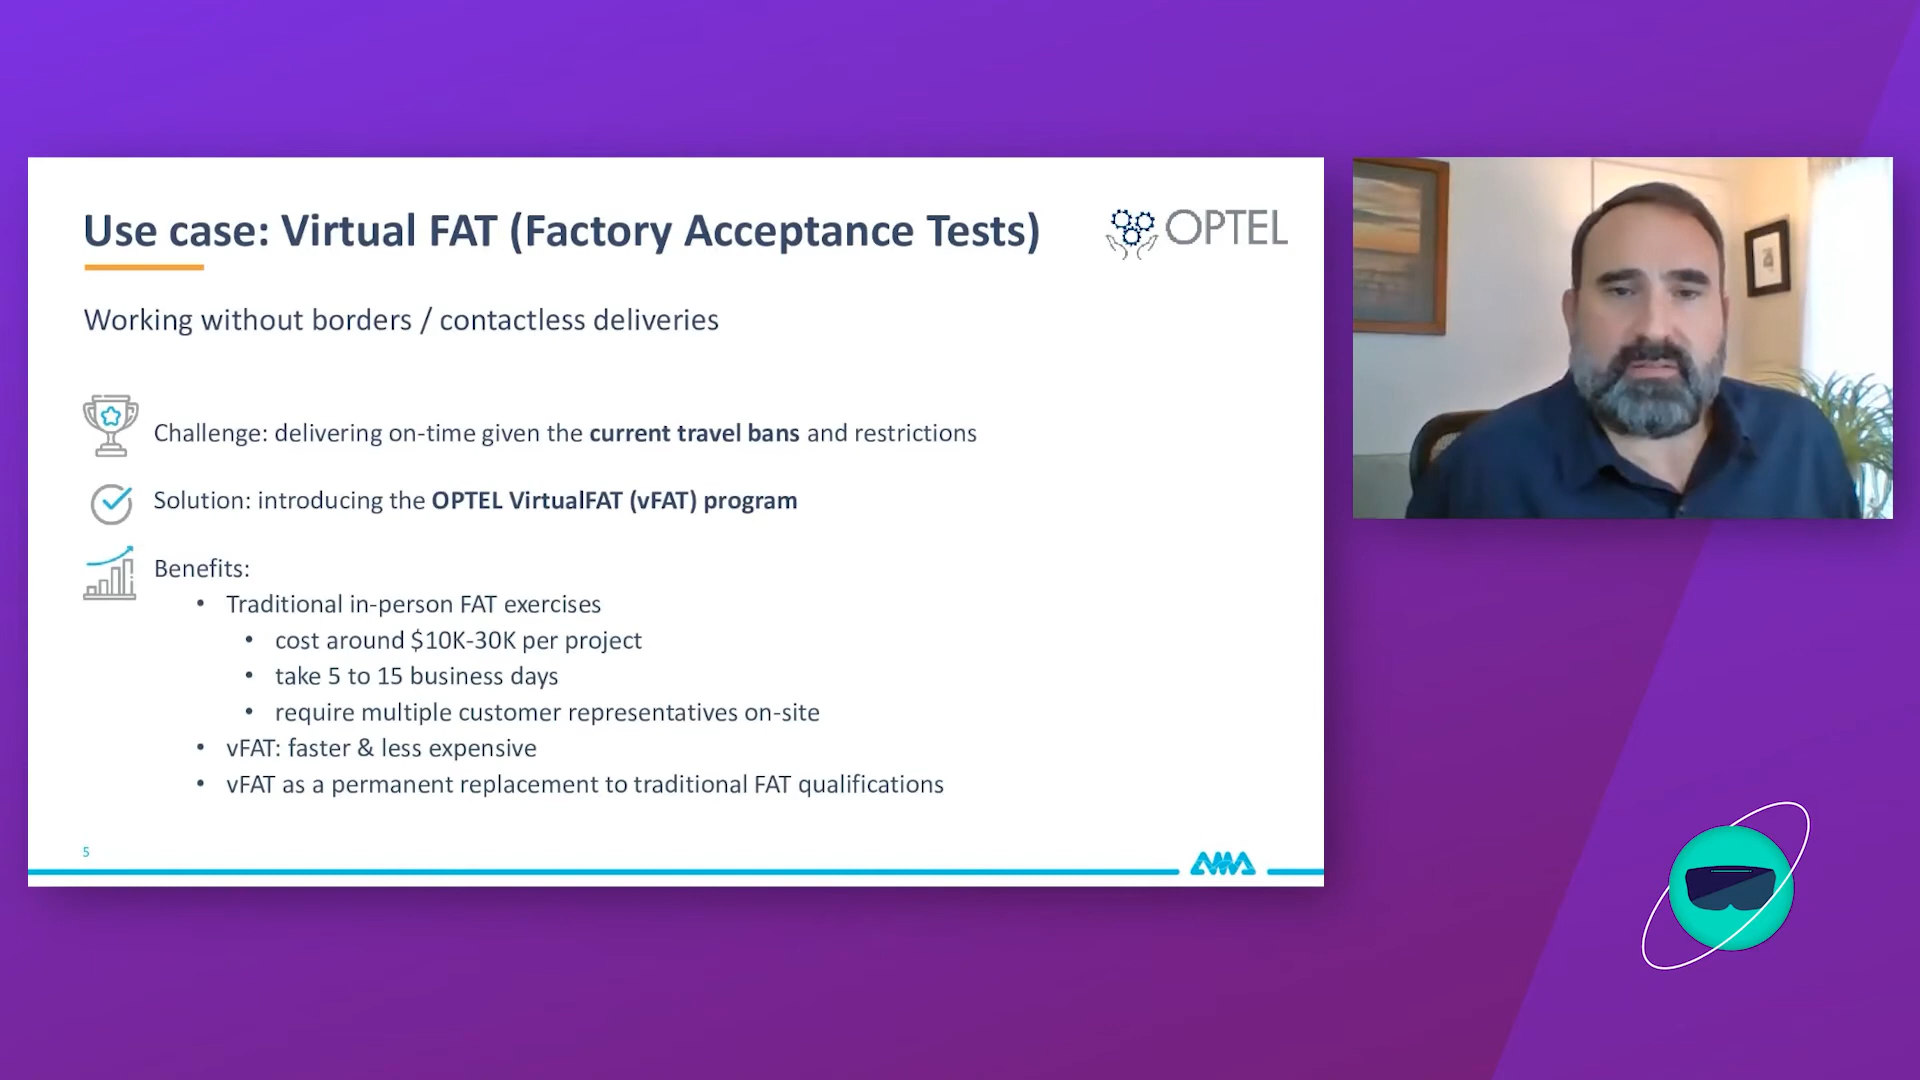 Use case: Virtual FAT (Factory Acceptance Tests)
OPTEL
Working without borders / contactless deliveries
Challenge: delivering on-time given the current travel bans and restrictions
Solution: introducing the OPTEL VirtualFAT (vFAT) program
Benefits:
• Traditional in-person FAT exercises
• cost around $10K-30K per project
• take 5 to 15 business days
• require multiple customer representatives on-site
• vFAT: faster & less expensive
• vFAT as a permanent replacement to traditional FAT qualifications
5
AMA